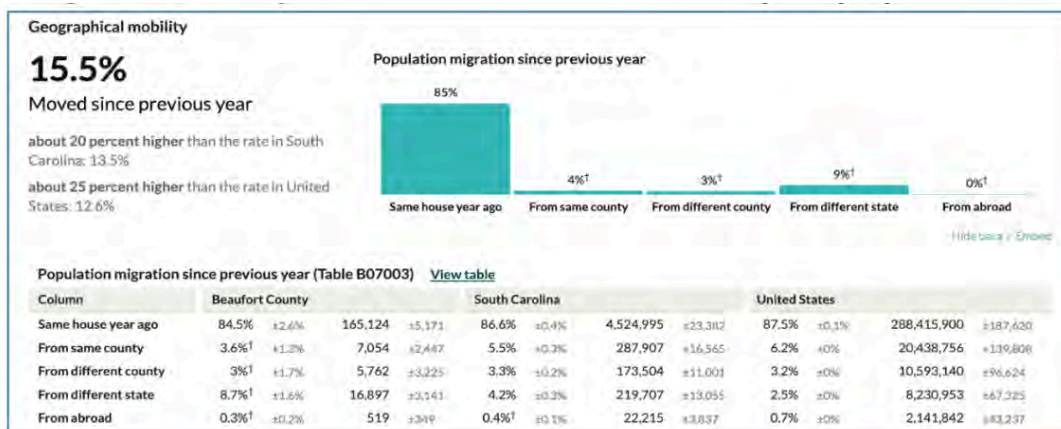 Geographical mobility
15.5%
Moved since previous year
about 20 percent higher than the rate in South
Carolina: 13.5%
about 25 percent higher than the rate in United
States: 12.6%
Population migration since previous year
85%
4%†
3%†
9%†
0%†
Same house year ago From same county From different county From different state From abroad
Hide data / Embed
Population migration since previous year (Table B07003) View table
Column Beaufort County South Carolina United States
Same house year ago 84.5% ±2.6% 165,124 ±5,171 86.6% ±0.4% 4,524,995 ±23,382 87.5% ±0.1% 288,415,900 ±187,620
From same county 3.6%† ±1.2% 7,054 ±2,447 5.5% ±0.3% 287,907 ±16,565 6.2% ±0% 20,438,756 ±139,808
From different county 3%† ±1.7% 5,762 ±3,225 3.3% ±0.2% 173,504 ±11,001 3.2% ±0% 10,593,140 ±96,624
From different state 8.7%† ±1.6% 16,897 ±3,141 4.2% ±0.3% 219,707 ±13,055 2.5% ±0% 8,230,953 ±67,325
From abroad 0.3%† ±0.2% 519 ±349 0.4%† ±0.1% 22,215 ±3,837 0.7% ±0% 2,141,842 ±43,237